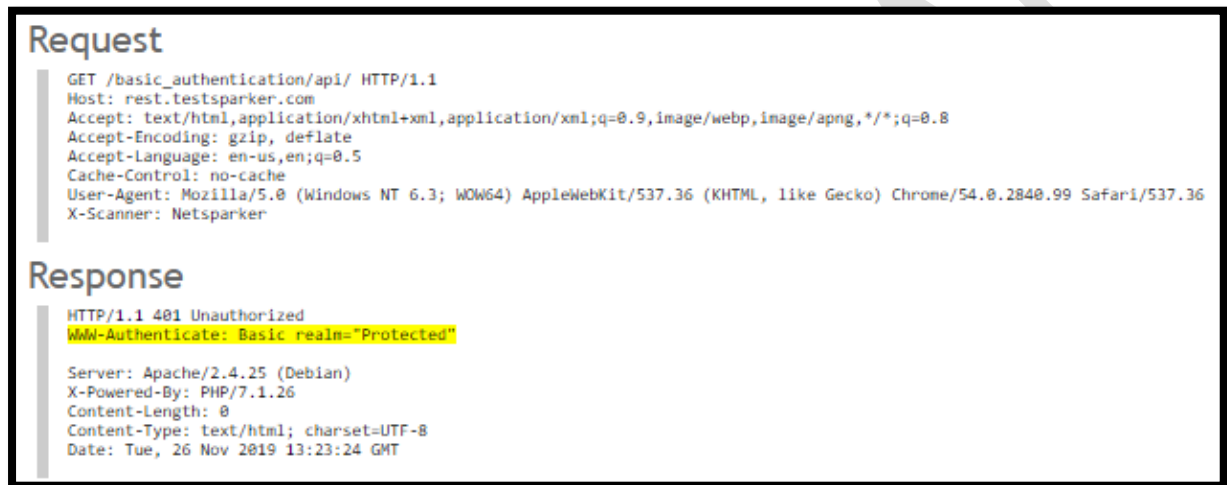 Request
GET /basic_authentication/api/ HTTP/1.1
Host: rest.testsparker.com
Accept: text/html,application/xhtml+xml,application/xml;q=0.9,image/webp,image/apng,*/*;q=0.8
Accept-Encoding: gzip, deflate
Accept-Language: en-us,en;q=0.5
Cache-Control: no-cache
User-Agent: Mozilla/5.0 (Windows NT 6.3; WOW64) AppleWebKit/537.36 (KHTML, like Gecko) Chrome/54.0.2840.99 Safari/537.36
X-Scanner: Netsparker
Response
HTTP/1.1 401 Unauthorized
WWW-Authenticate: Basic realm="Protected"
Server: Apache/2.4.25 (Debian)
X-Powered-By: PHP/7.1.26
Content-Length: 0
Content-Type: text/html; charset=UTF-8
Date: Tue, 26 Nov 2019 13:23:24 GMT